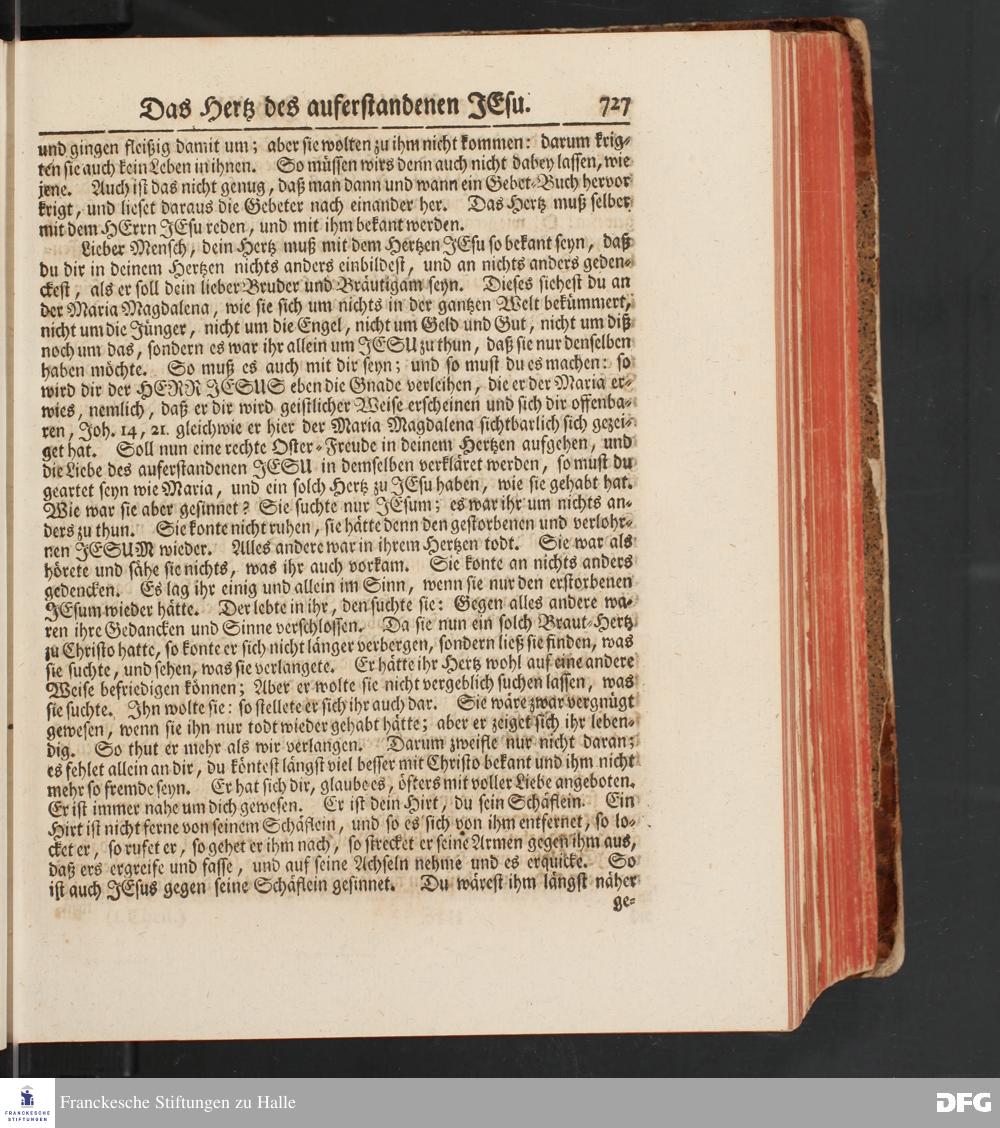 Das Hertz des auferstandenen JEsu. 727
und gingen fleißig damit um; aber sie wolten zu ihm nicht kommen: darum krig-
ten sie auch kein Leben in ihnen. So müssen wirs denn auch nicht dabey lassen, wie
jene. Auch ist das nicht genug, daß man dann und wann ein Gebet-Buch hervor
krigt, und lieset daraus die Gebeter nach einander her. Das Hertz muß selber
mit dem HErrn JEsu reden, und mit ihm bekant werden.
Lieber Mensch, dein Hertz muß mit dem Hertzen JEsu so bekant seyn, daß
du dir in deinem Hertzen nichts anders einbildest, und an nichts anders geden-
ckest, als er soll dein lieber Bruder und Bräutigam seyn. Dieses siehest du an
der Maria Magdalena, wie sie sich um nichts in der gantzen Welt bekümmert,
nicht um die Jünger, nicht um die Engel, nicht um Geld und Gut, nicht um diß
noch um das, sondern es war ihr allein um JESU zu thun, daß sie nur denselben
haben möchte. So muß es auch mit dir seyn; und so must du es machen: so
wird dir der HERR JESUS eben die Gnade verleihen, die er der Maria er-
wies, nemlich, daß er dir wird geistlicher Weise erscheinen und sich dir offenba-
ren, Joh. 14, 21. gleichwie er hier der Maria Magdalena sichtbarlich sich gezei-
get hat. Soll nun eine rechte Oster-Freude in deinem Hertzen aufgehen, und
die Liebe des auferstandenen JESU in demselben verkläret werden, so must du
geartet seyn wie Maria, und ein solch Hertz zu JEsu haben, wie sie gehabt hat.
Wie war sie aber gesinnet? Sie suchte nur JEsum; es war ihr um nichts an-
ders zu thun. Sie konte nicht ruhen, sie hätte denn den gestorbenen und verlohr-
nen JESUM wieder. Alles andere war in ihrem Hertzen todt. Sie war als
hörete und sähe sie nichts, was ihr auch vorkam. Sie konte an nichts anders
gedencken. Es lag ihr einig und allein im Sinn, wenn sie nur den erstorbenen
JEsum wieder hätte. Der lebte in ihr, den suchte sie: Gegen alles andere wa-
ren ihre Gedancken und Sinne verschlossen. Da sie nun ein solch Braut-Hertz
zu Christo hatte, so konte er sich nicht länger verbergen, sondern ließ sie finden, was
sie suchte, und sehen, was sie verlangete. Er hätte ihr Hertz wohl auf eine andere
Weise befriedigen können; Aber er wolte sie nicht vergeblich suchen lassen, was
sie suchte. Ihn wolte sie: so stellete er sich ihr auch dar. Sie wäre zwar vergnügt
gewesen, wenn sie ihn nur todt wieder gehabt hätte; aber er zeiget sich ihr leben-
dig. So thut er mehr als wir verlangen. Darum zweifle nur nicht daran;
es fehlet allein an dir, du köntest längst viel besser mit Christo bekant und ihm nicht
mehr so fremde seyn. Er hat sich dir, glaube es, öfters mit voller Liebe angeboten.
Er ist immer nahe um dich gewesen. Er ist dein Hirt, du sein Schäflein. Ein
Hirt ist nicht ferne von seinem Schäflein, und so es sich von ihm entfernet, so lo-
cket er, so rufet er, so gehet er ihm nach, so strecket er seine Armen gegen ihm aus,
daß ers ergreife und fasse, und auf seine Achseln nehme und es erquicke. So
ist auch JEsus gegen seine Schäflein gesinnet. Du wärest ihm längst näher
ge-
FRANCKESCHE
STIFTUNGEN
Franckesche Stiftungen zu Halle
DFG